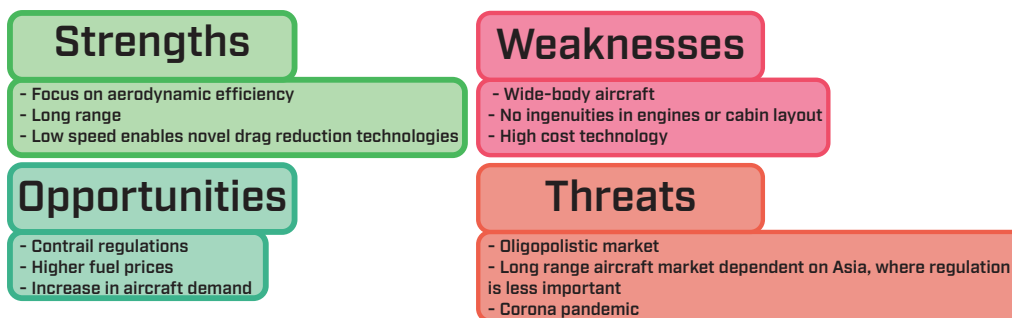 Strengths
- Focus on aerodynamic efficiency
- Long range
- Low speed enables novel drag reduction technologies
Weaknesses
- Wide-body aircraft
- No ingenuities in engines or cabin layout
- High cost technology
Opportunities
- Contrail regulations
- Higher fuel prices
- Increase in aircraft demand
Threats
- Oligopolistic market
- Long range aircraft market dependent on Asia, where regulation
is less important
- Corona pandemic